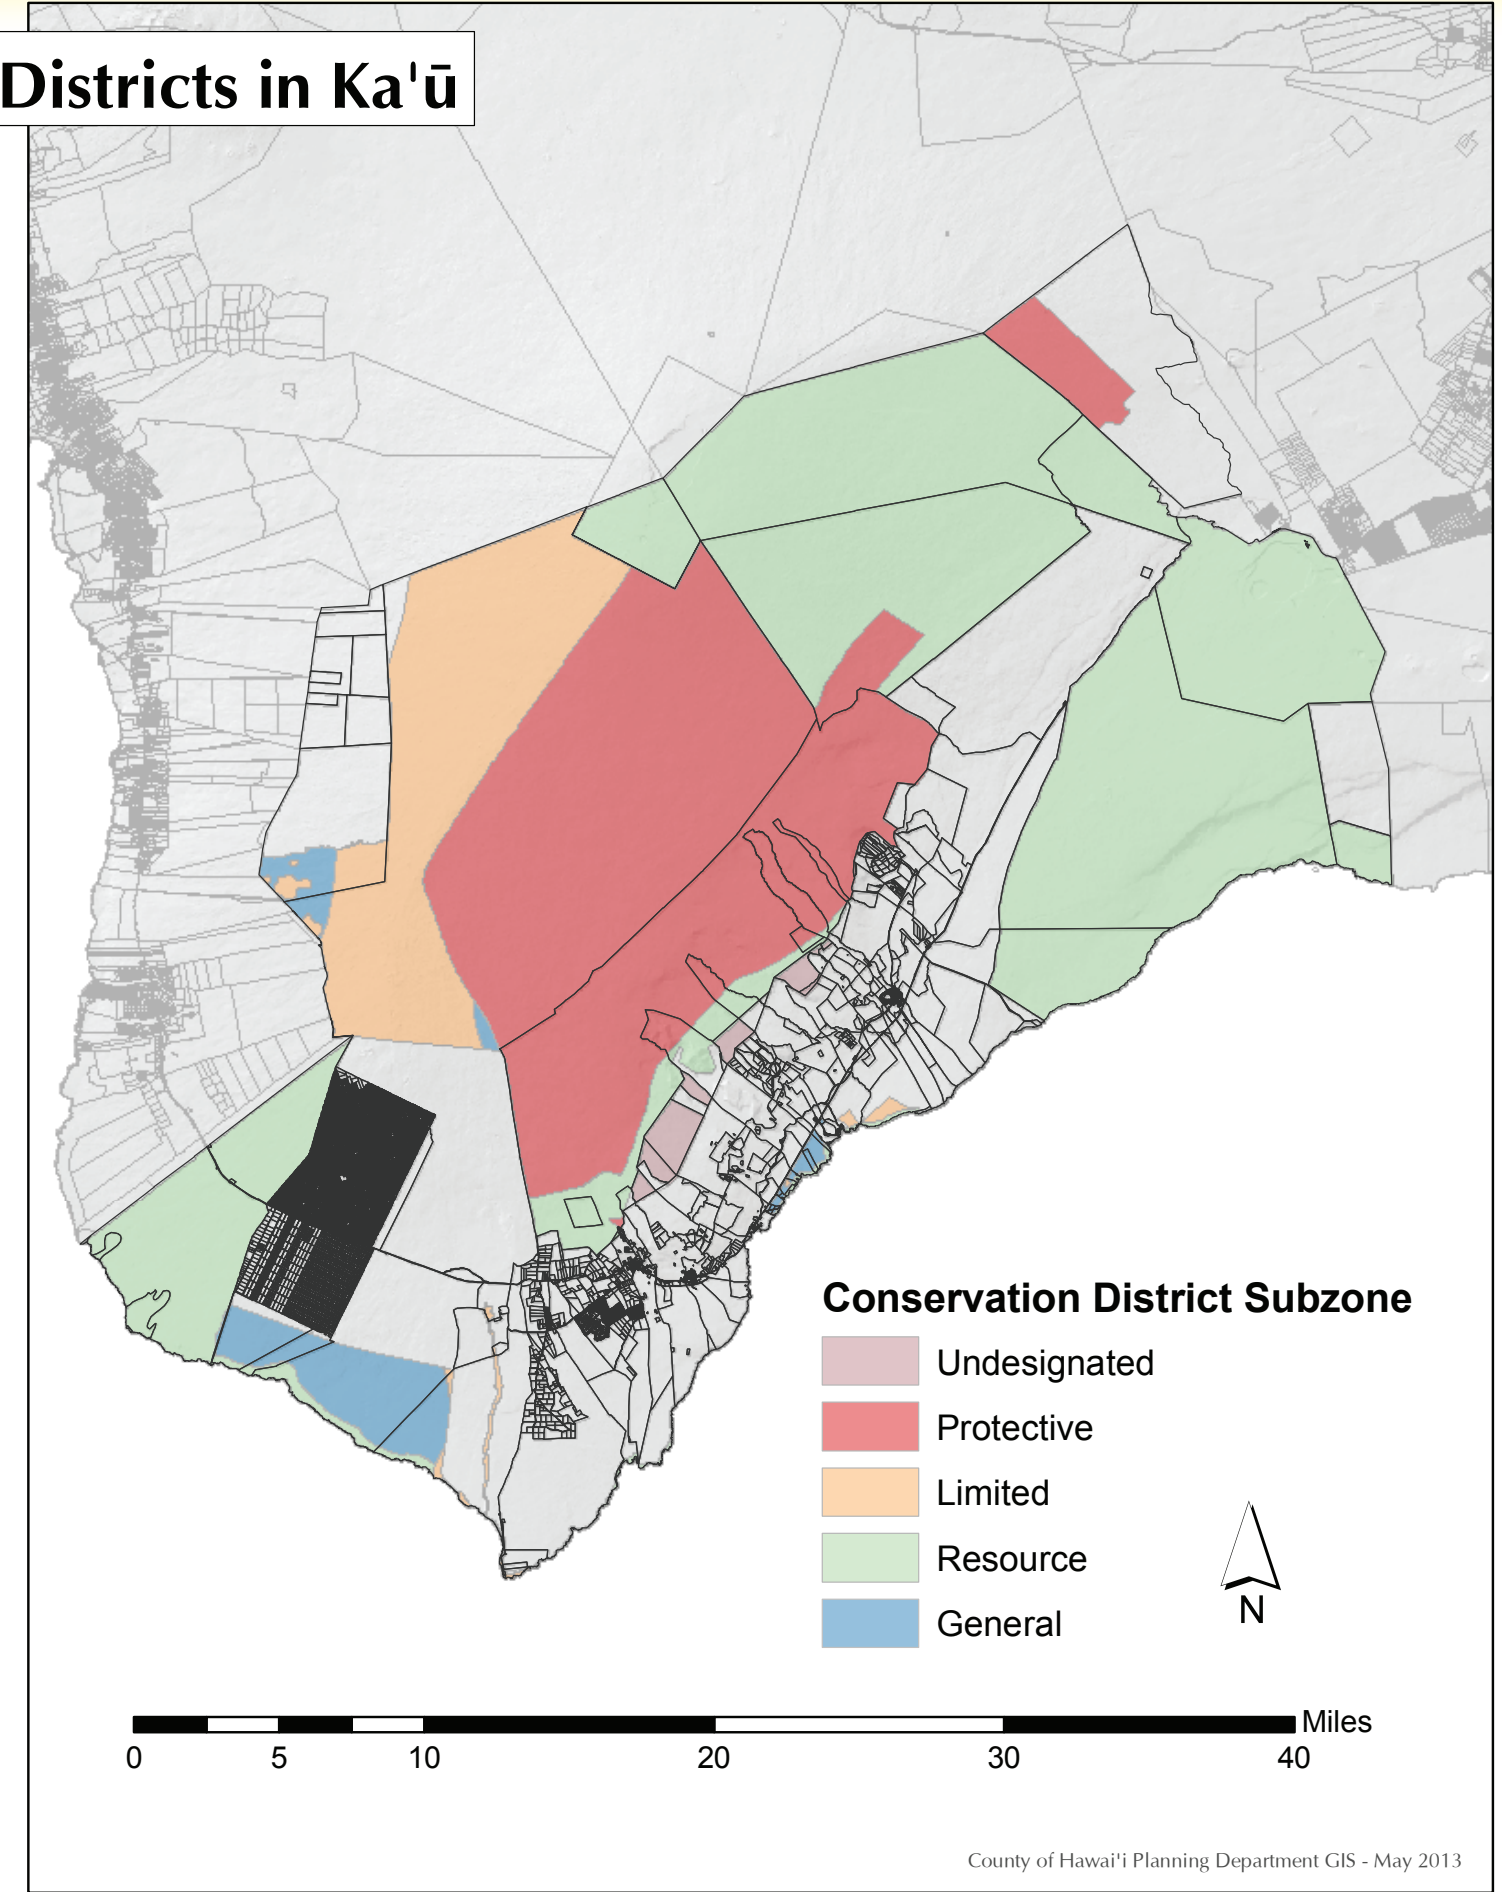 Districts in Ka'ū
Conservation District Subzone
Undesignated
Protective
Limited
Resource
General
N
Miles
0 5 10 20 30 40
County of Hawai'i Planning Department GIS - May 2013